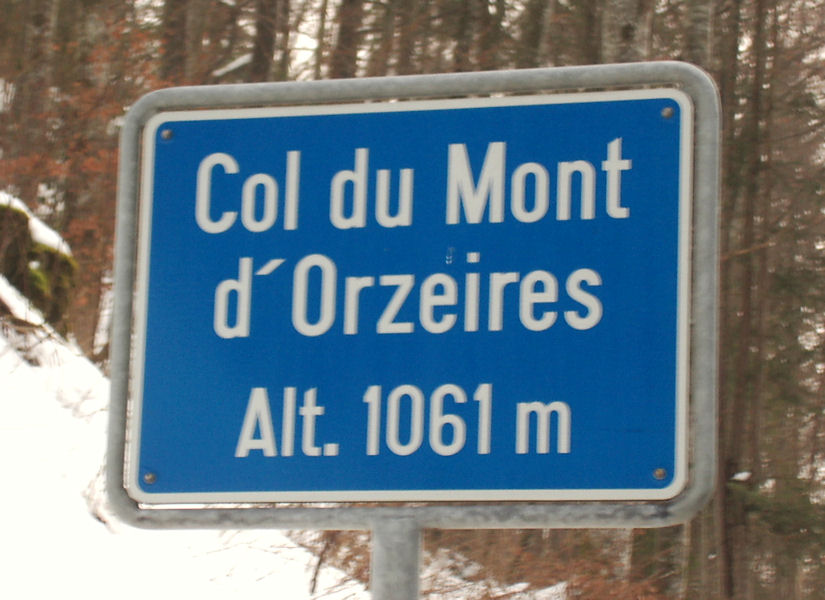 Col du Mont
d´Orzeires
Alt. 1061 m